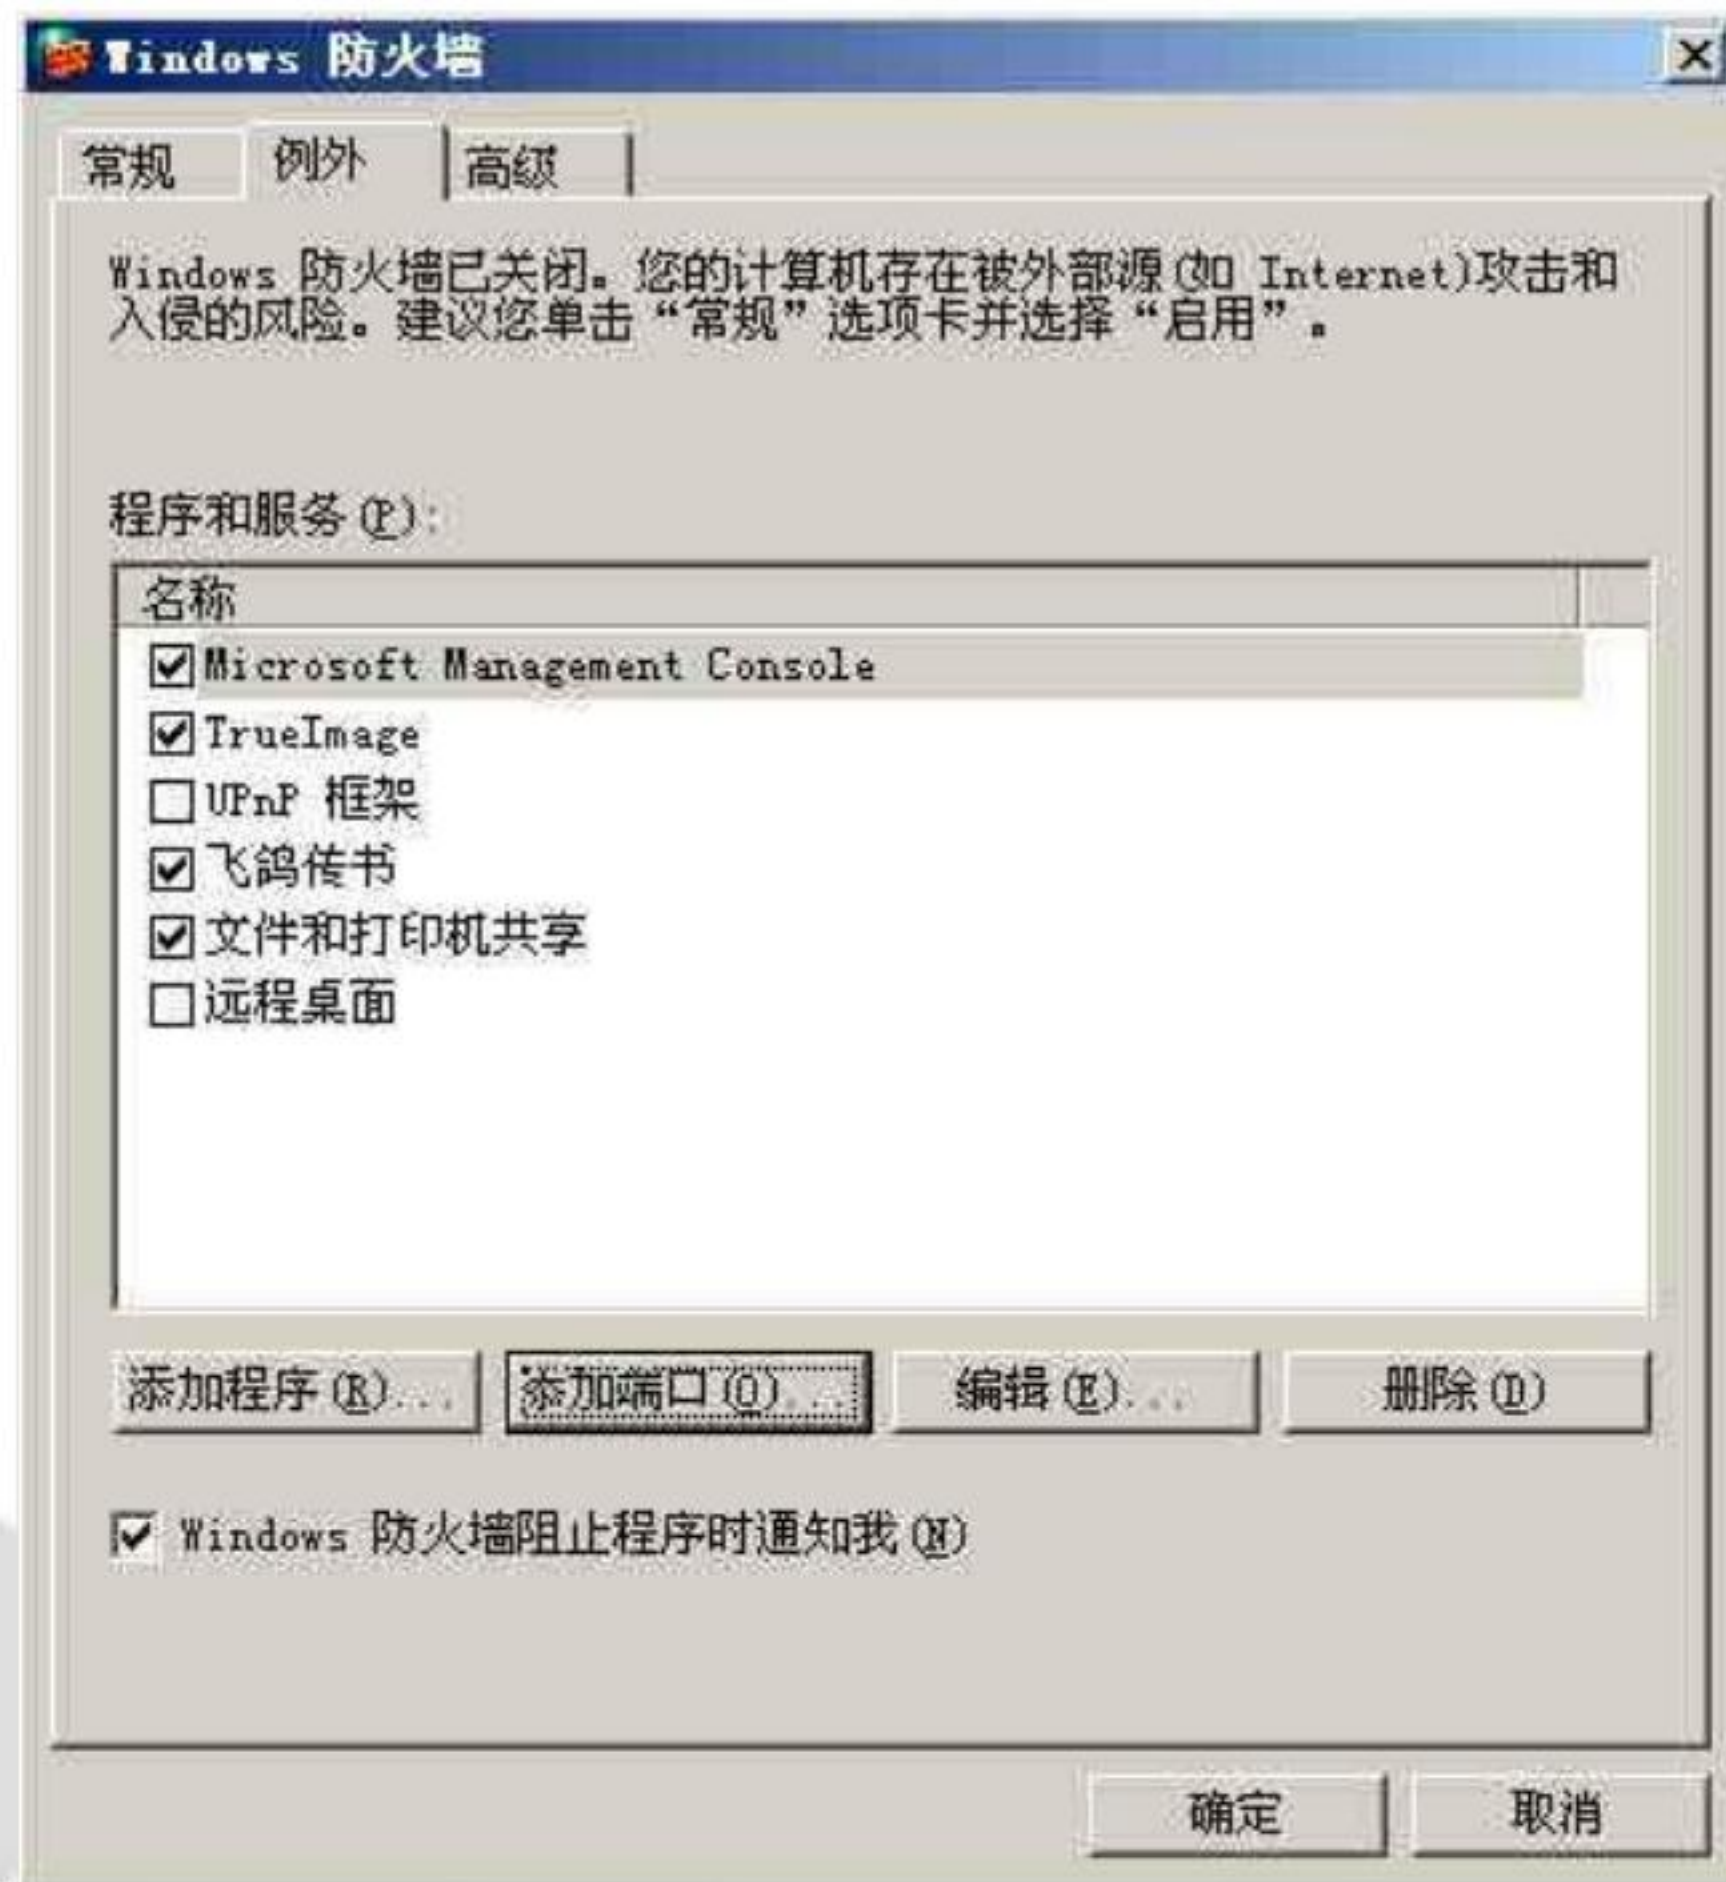 Windows 防火墙
常规 例外 高级
Windows 防火墙已关闭。您的计算机存在被外部源(如 Internet)攻击和
入侵的风险。建议您单击“常规”选项卡并选择“启用”。
程序和服务(P):
名称
Microsoft Management Console
TrueImage
UPnP 框架
飞鸽传书
文件和打印机共享
远程桌面
添加程序(R)... 添加端口(O)... 编辑(E)... 删除(D)
Windows 防火墙阻止程序时通知我(N)
确定 取消